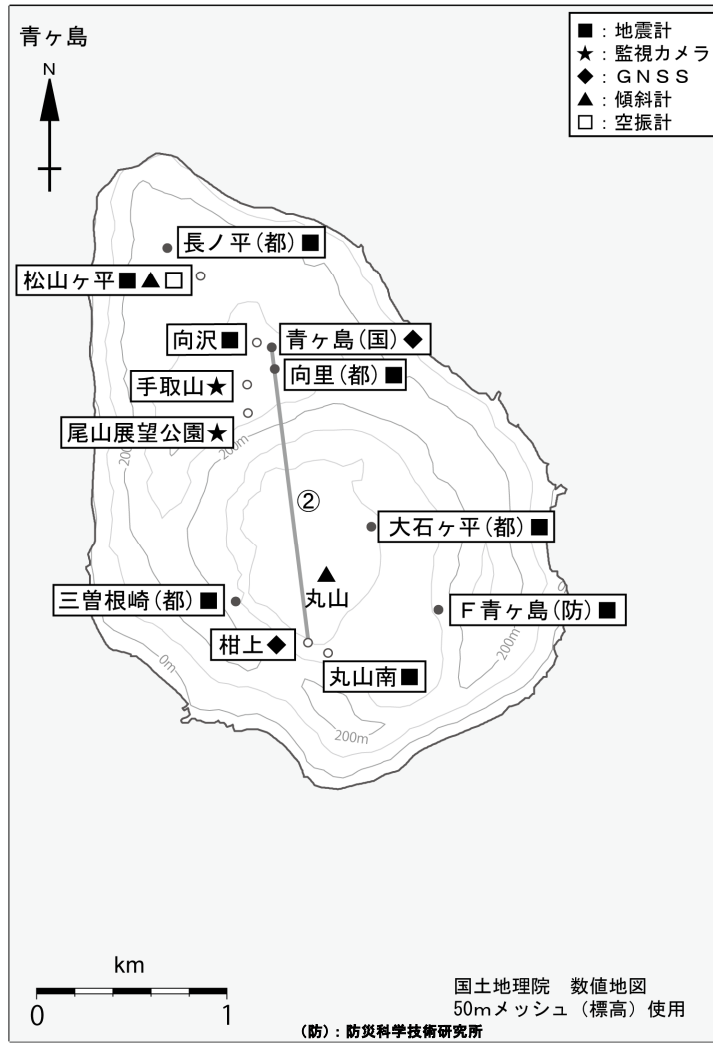 青ヶ島
N
■：地震計
★：監視カメラ
◆：ＧＮＳＳ
▲：傾斜計
□：空振計
長ノ平(都)■
松山ヶ平■▲□
向沢■
青ヶ島(国)◆
向里(都)■
手取山★
尾山展望公園★
200m
200m
②
大石ヶ平(都)■
丸山
三曽根崎(都)■
Ｆ青ヶ島(防)■
柑上◆
丸山南■
0m
200m
200m
km
0
1
国土地理院　数値地図
50mメッシュ（標高）使用
(防)：防災科学技術研究所